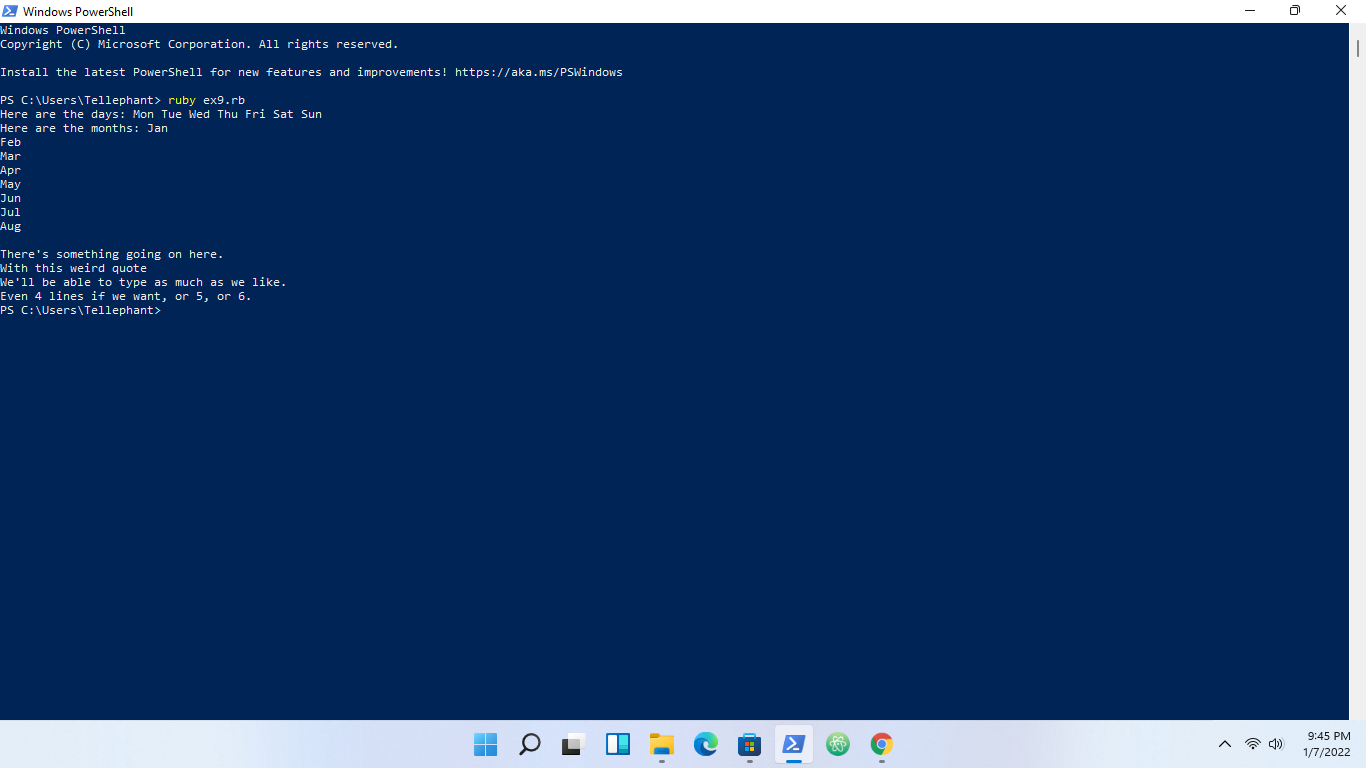 Windows PowerShell
Windows PowerShell
Copyright (C) Microsoft Corporation. All rights reserved.
Install the latest PowerShell for new features and improvements! https://aka.ms/PSWindows
PS C:\Users\Tellephant> ruby ex9.rb
Here are the days: Mon Tue Wed Thu Fri Sat Sun
Here are the months: Jan
Feb
Mar
Apr
May
Jun
Jul
Aug
There's something going on here.
With this weird quote
We'll be able to type as much as we like.
Even 4 lines if we want, or 5, or 6.
PS C:\Users\Tellephant>
9:45 PM
1/7/2022